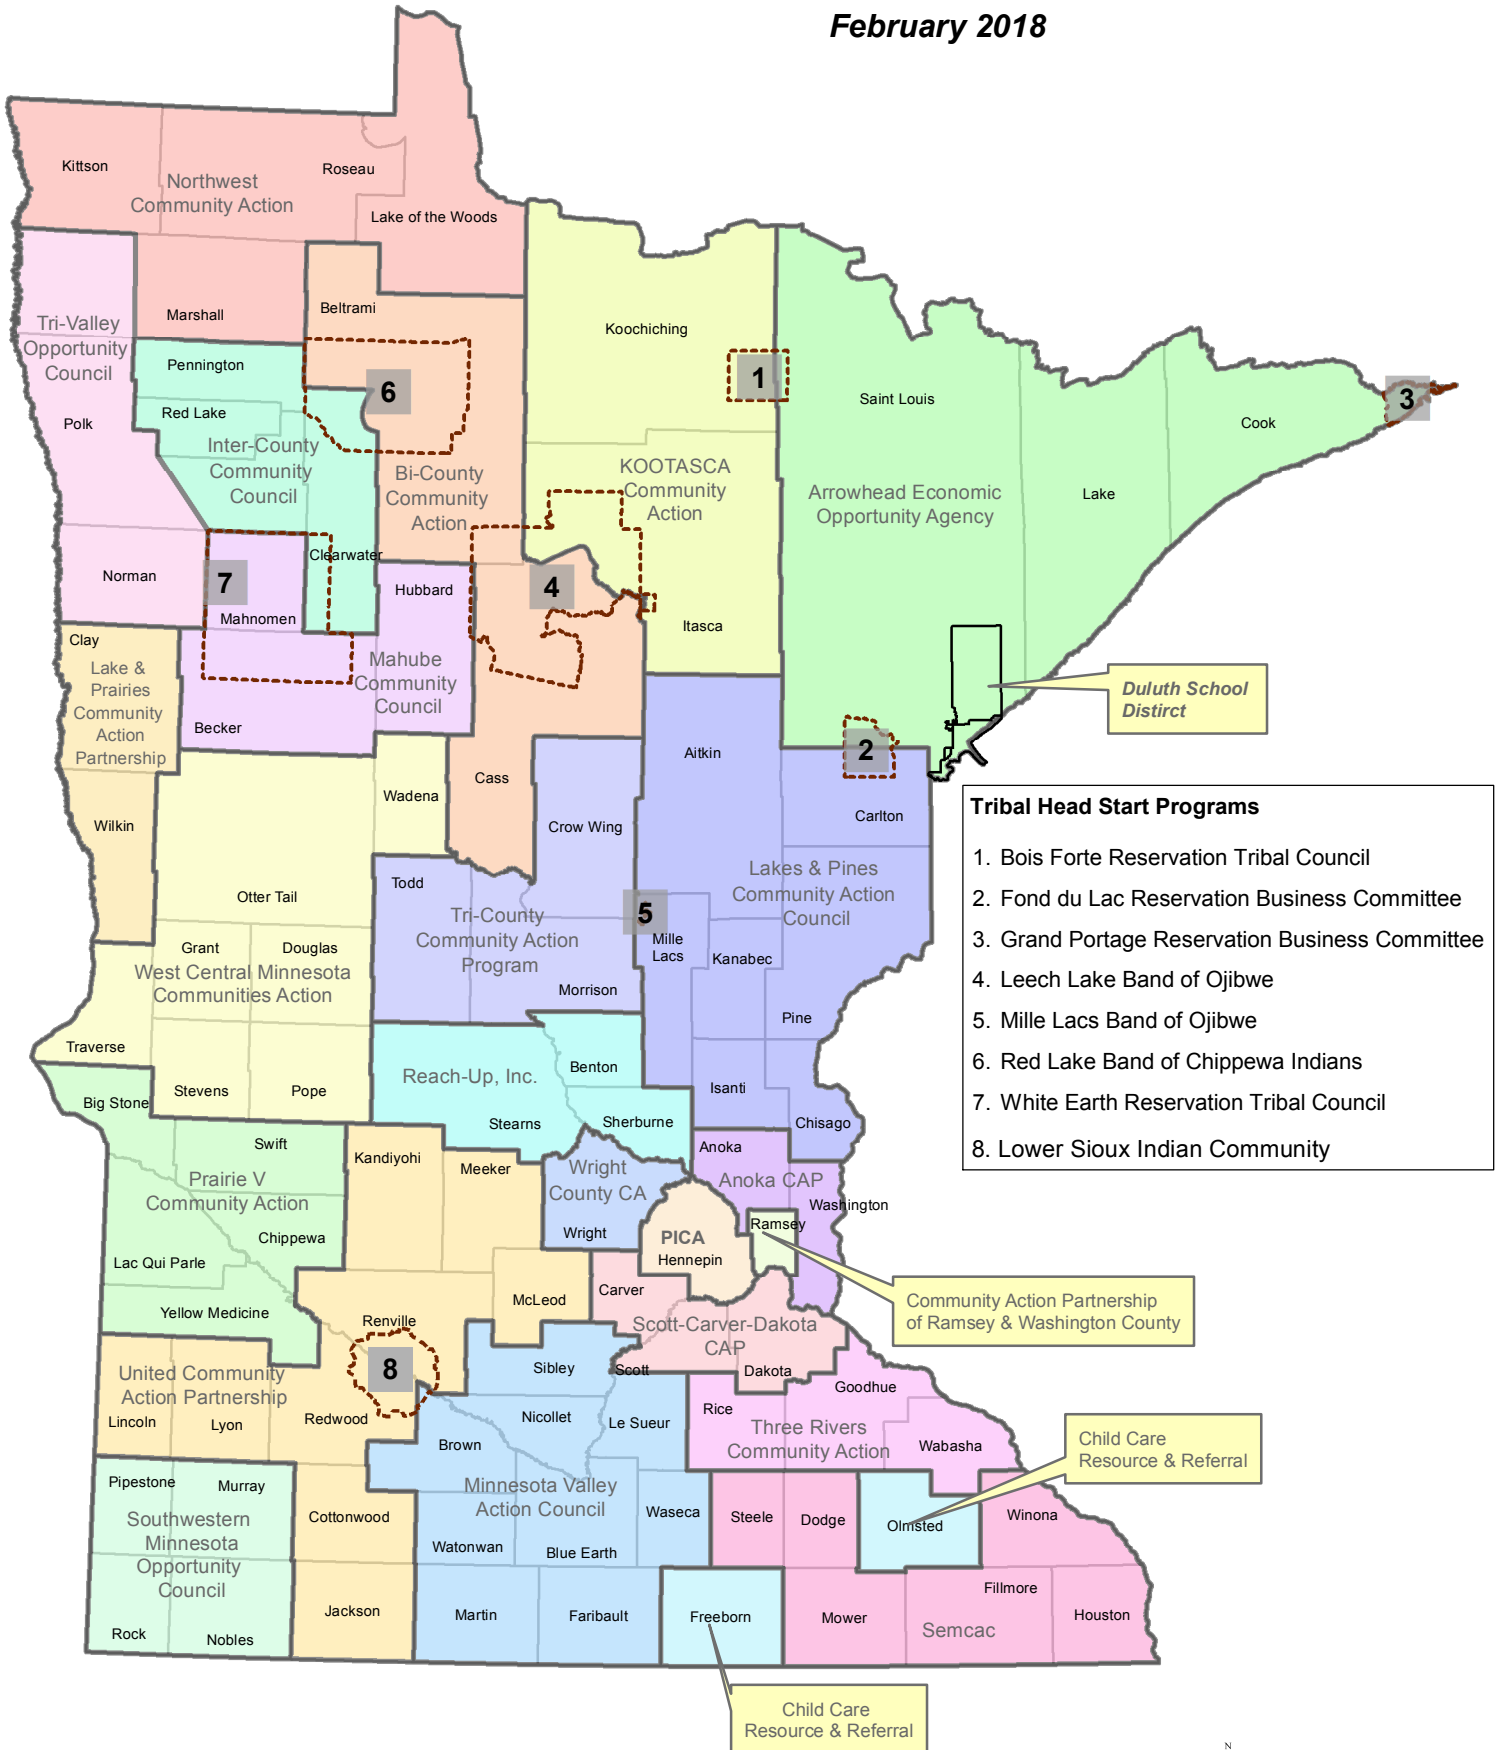 February 2018
Kittson
Northwest
Community Action
Roseau
Lake of the Woods
Marshall
Beltrami
Tri-Valley
Opportunity
Council
Pennington
Red Lake
Polk
Inter-County
Community
Council
6
Bi-County
Community
Action
Koochiching
1
KOOTASCA
Community
Action
Saint Louis
Arrowhead Economic
Opportunity Agency
Lake
Cook
3
Norman
7
Mahnomen
Clearwater
Hubbard
4
Itasca
Clay
Lake &
Prairies
Community
Action
Partnership
Becker
Mahube
Community
Council
Duluth School
Distirct
Wilkin
Wadena
Cass
Crow Wing
Aitkin
2
Carlton
Tribal Head Start Programs
1. Bois Forte Reservation Tribal Council
2. Fond du Lac Reservation Business Committee
3. Grand Portage Reservation Business Committee
4. Leech Lake Band of Ojibwe
5. Mille Lacs Band of Ojibwe
6. Red Lake Band of Chippewa Indians
7. White Earth Reservation Tribal Council
8. Lower Sioux Indian Community
Otter Tail
Todd
Tri-County
Community Action
Program
5
Lakes & Pines
Community Action
Council
Mille
Lacs
Kanabec
Grant
Douglas
West Central Minnesota
Communities Action
Morrison
Pine
Traverse
Stevens
Pope
Reach-Up, Inc.
Benton
Stearns
Sherburne
Isanti
Chisago
Big Stone
Swift
Prairie V
Community Action
Chippewa
Lac Qui Parle
Yellow Medicine
Kandiyohi
Meeker
Wright
County CA
Wright
Anoka
Anoka CAP
Washington
Ramsey
PICA
Hennepin
Community Action Partnership
of Ramsey & Washington County
Carver
McLeod
Renville
Scott-Carver-Dakota
CAP
Scott
Dakota
United Community
Action Partnership
Lincoln
Lyon
Redwood
8
Sibley
Nicollet
Le Sueur
Brown
Rice
Goodhue
Three Rivers
Community Action
Wabasha
Child Care
Resource & Referral
Pipestone
Murray
Southwestern
Minnesota
Opportunity
Council
Rock
Nobles
Cottonwood
Jackson
Minnesota Valley
Action Council
Waseca
Watonwan
Blue Earth
Martin
Faribault
Steele
Dodge
Olmsted
Winona
Freeborn
Mower
Fillmore
Semcac
Houston
Child Care
Resource & Referral
N